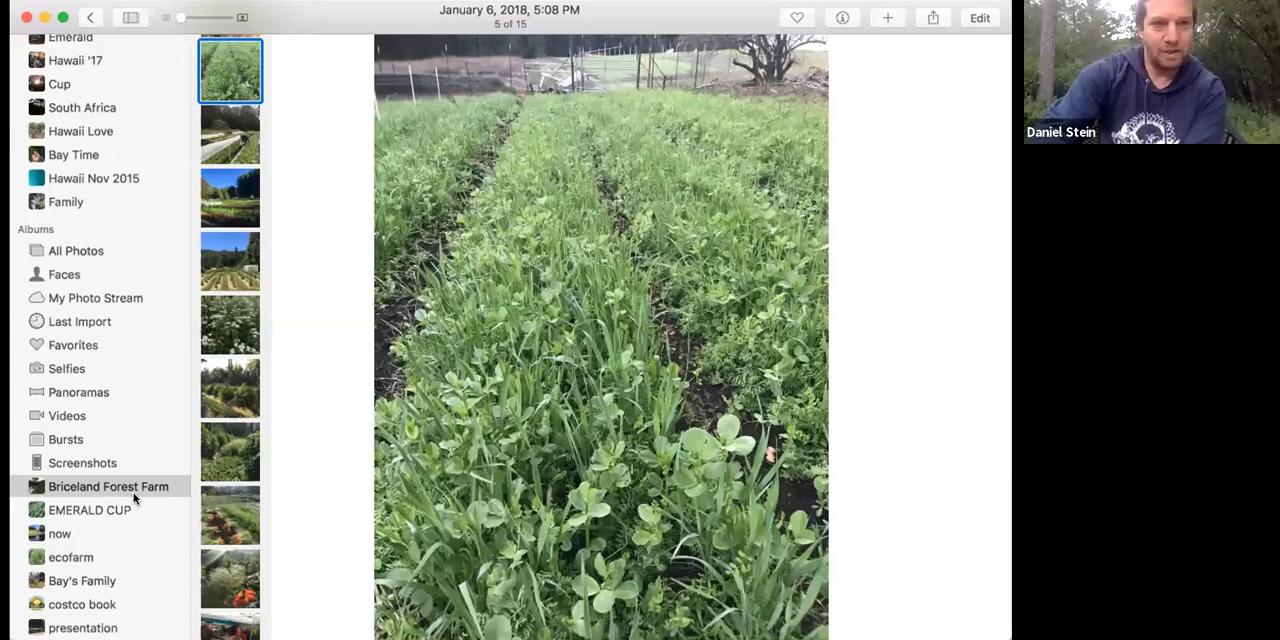 January 6, 2018, 5:08 PM
5 of 15
Edit
Emerald
Hawaii '17
Cup
South Africa
Hawaii Love
Bay Time
Hawaii Nov 2015
Family
Albums
All Photos
Faces
My Photo Stream
Last Import
Favorites
Selfies
Panoramas
Videos
Bursts
Screenshots
Briceland Forest Farm
EMERALD CUP
now
ecofarm
Bay's Family
costco book
presentation
Daniel Stein